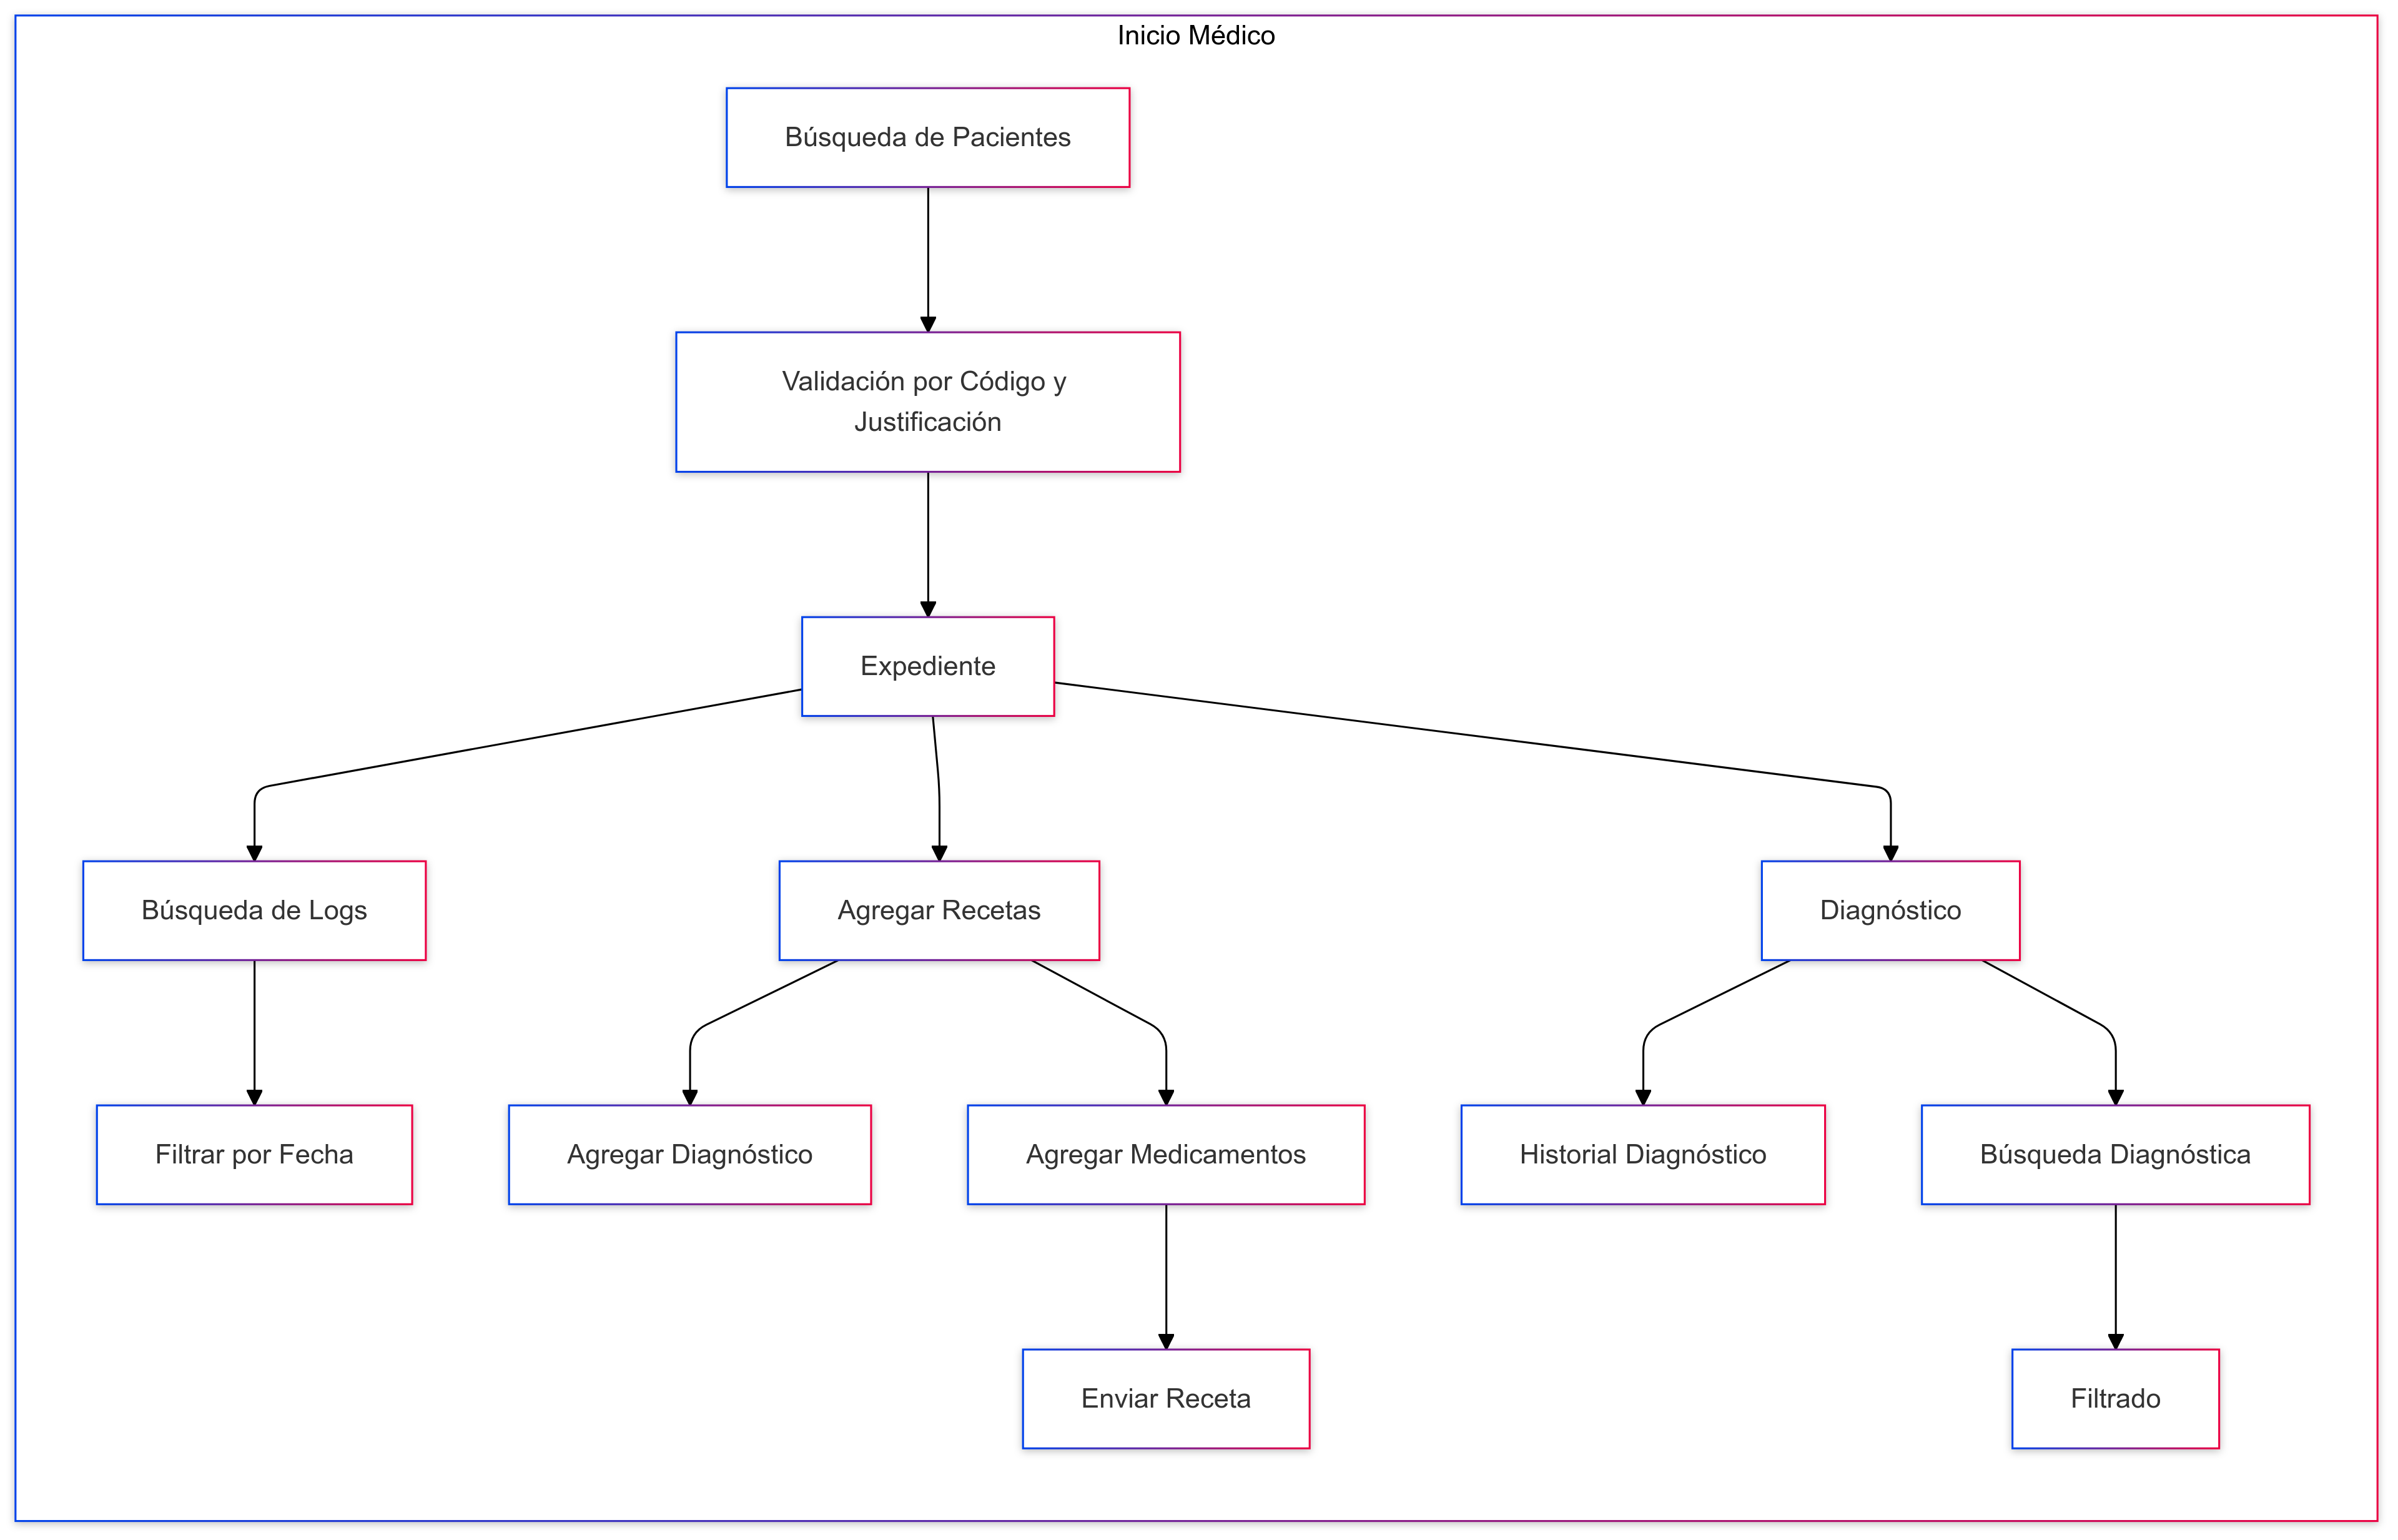 Inicio Médico
Búsqueda de Pacientes
Validación por Código y
Justificación
Expediente
Búsqueda de Logs
Agregar Recetas
Diagnóstico
Filtrar por Fecha
Agregar Diagnóstico
Agregar Medicamentos
Historial Diagnóstico
Búsqueda Diagnóstica
Enviar Receta
Filtrado